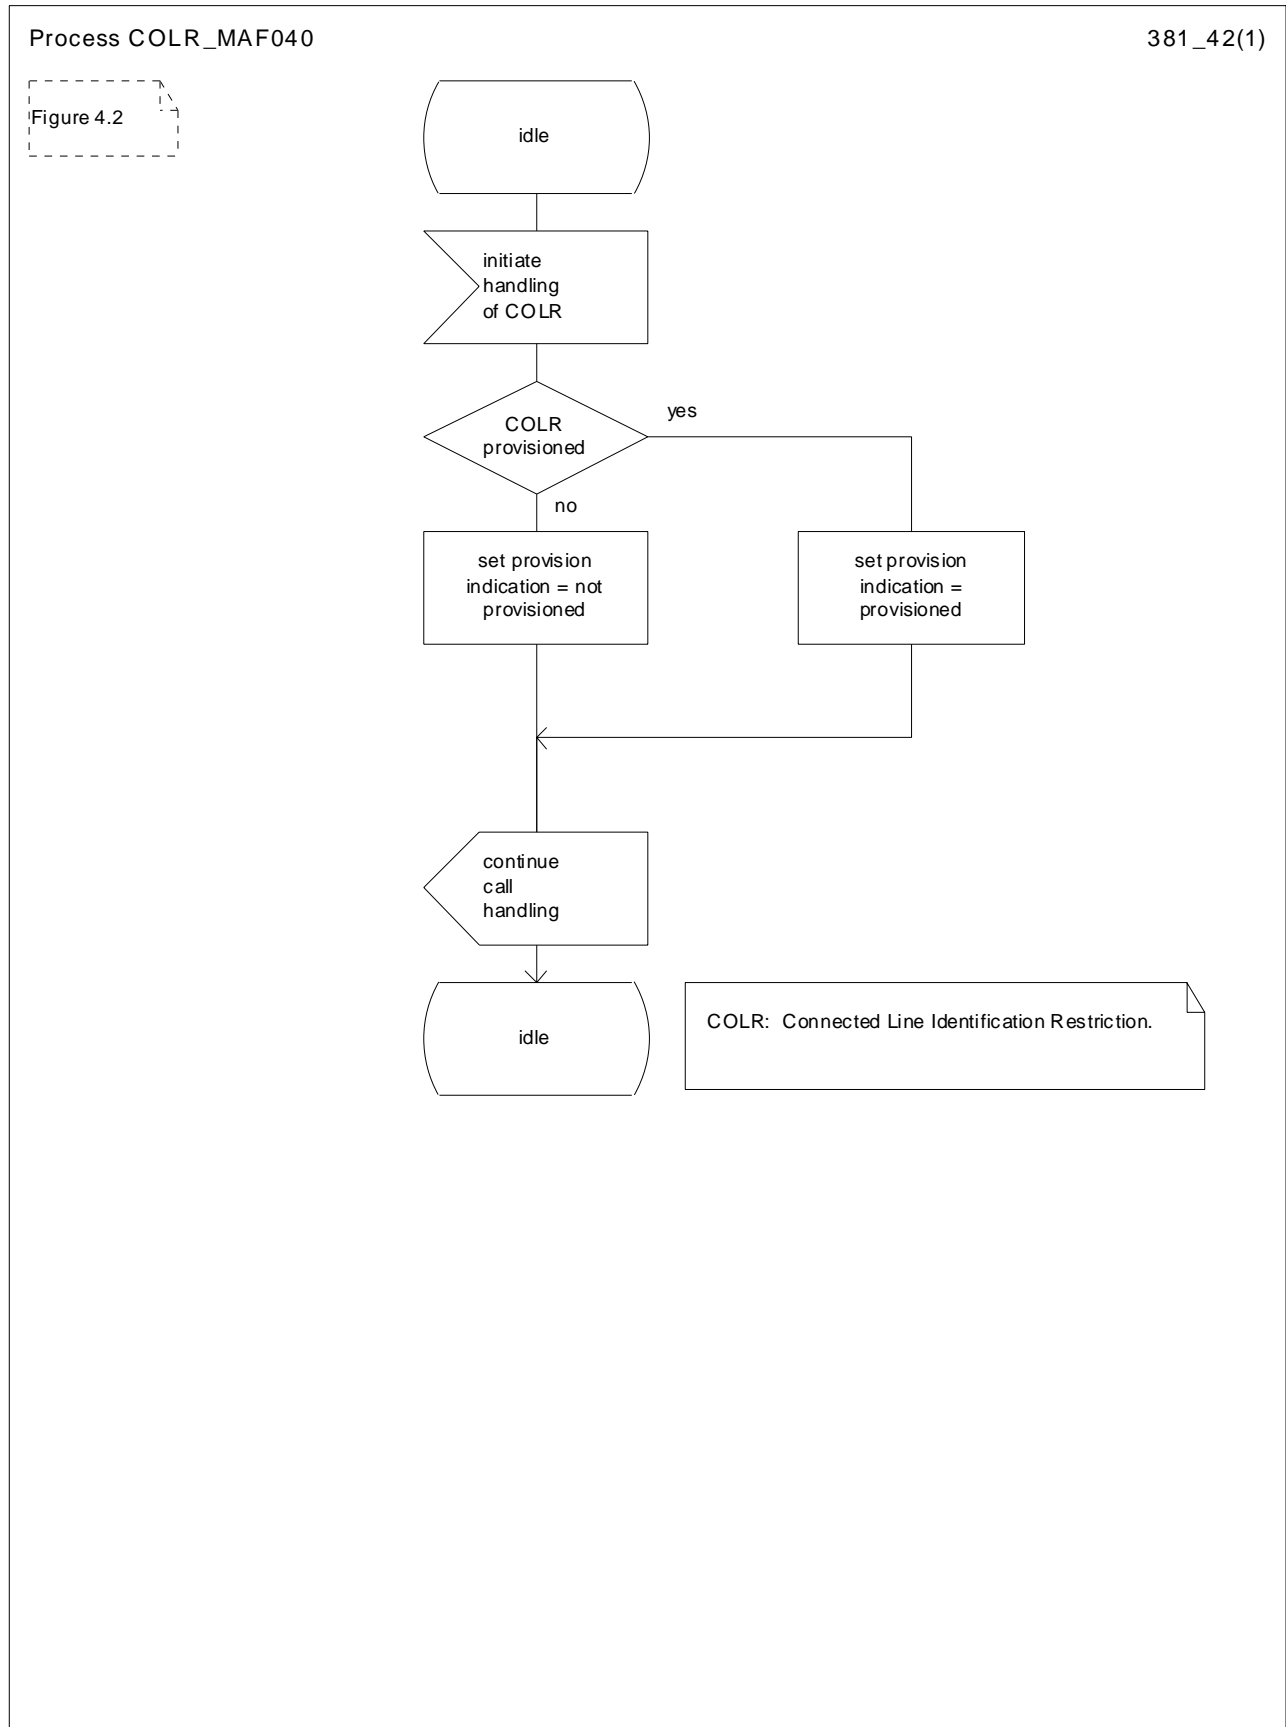 Process COLR_MAF040
381_42(1)
Figure 4.2
idle
initiate
handling
of COLR
COLR
provisioned
yes
no
set provision
indication = not
provisioned
set provision
indication =
provisioned
continue
call
handling
idle
COLR: Connected Line Identification Restriction.